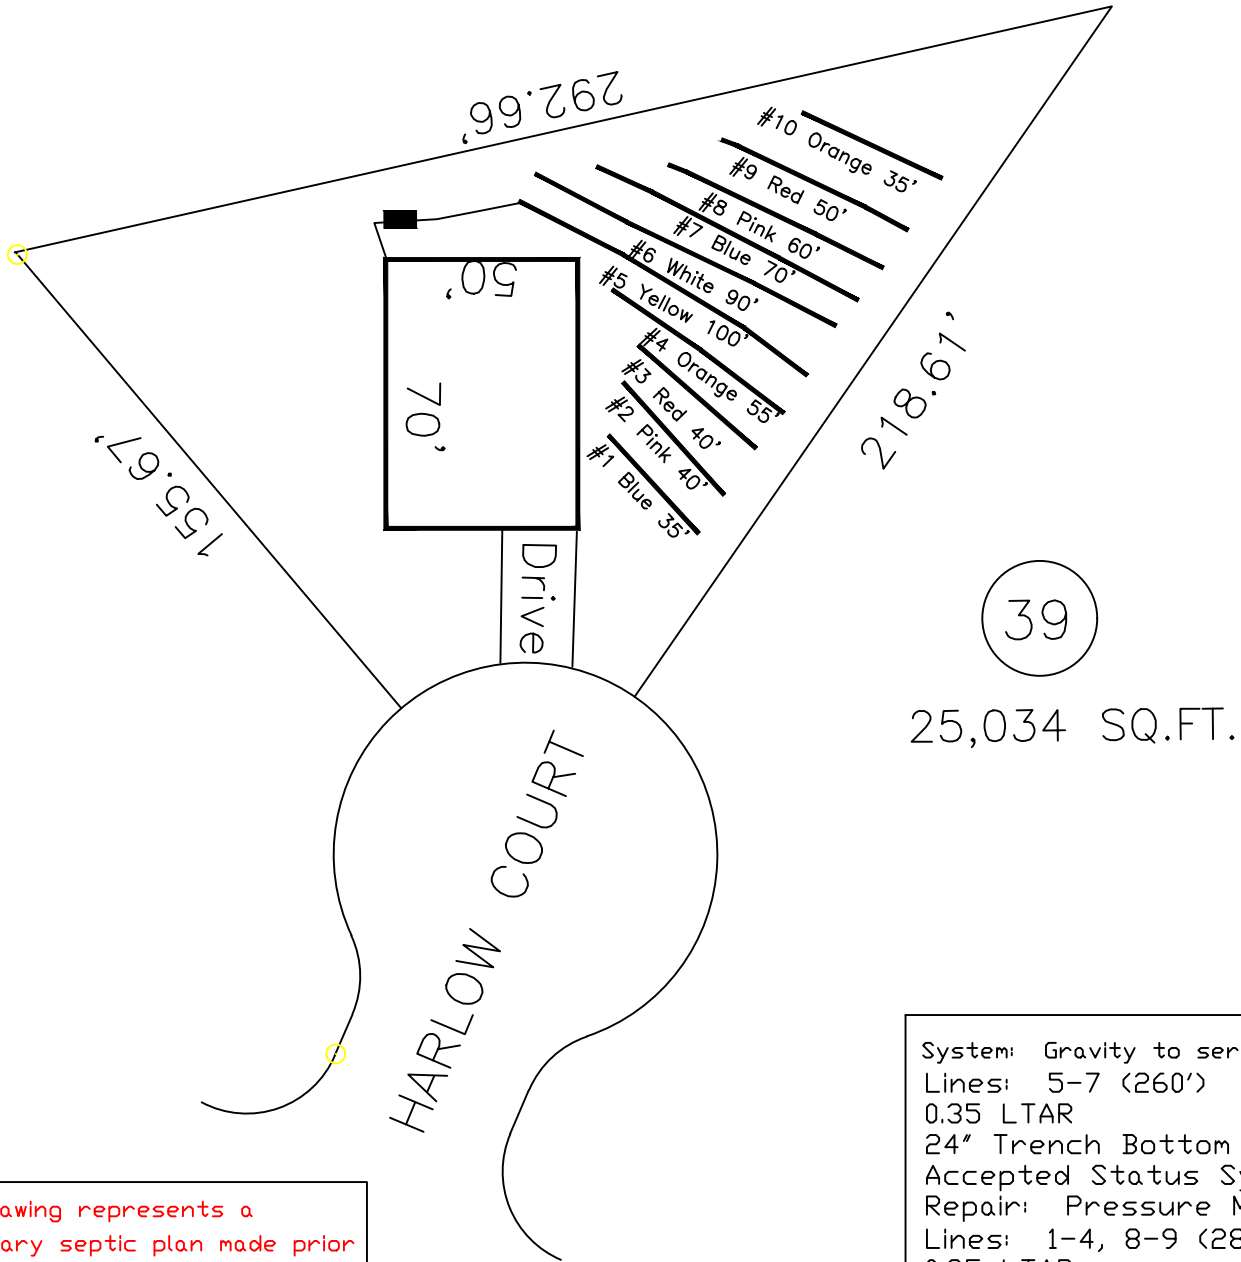 292.66'
#10 Orange 35'
#9 Red 50'
#8 Pink 60'
#7 Blue 70'
#6 White 90'
#5 Yellow 100'
#4 Orange 55'
#3 Red 40'
#2 Pink 40'
#1 Blue 35'
50'
70'
218.61'
155.67'
Drive
39
25,034 SQ.FT.
HARLOW COURT
System: Gravity to ser
Lines: 5-7 (260')
0.35 LTAR
24" Trench Bottom
Accepted Status Sy
Repair: Pressure M
Lines: 1-4, 8-9 (28
awing represents a
ary septic plan made prior